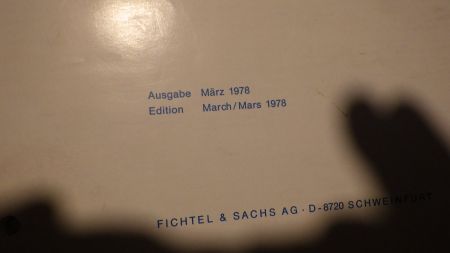 Ausgabe März 1978
Edition March/Mars 1978
FICHTEL & SACHS AG · D-8720 SCHWEINFURT